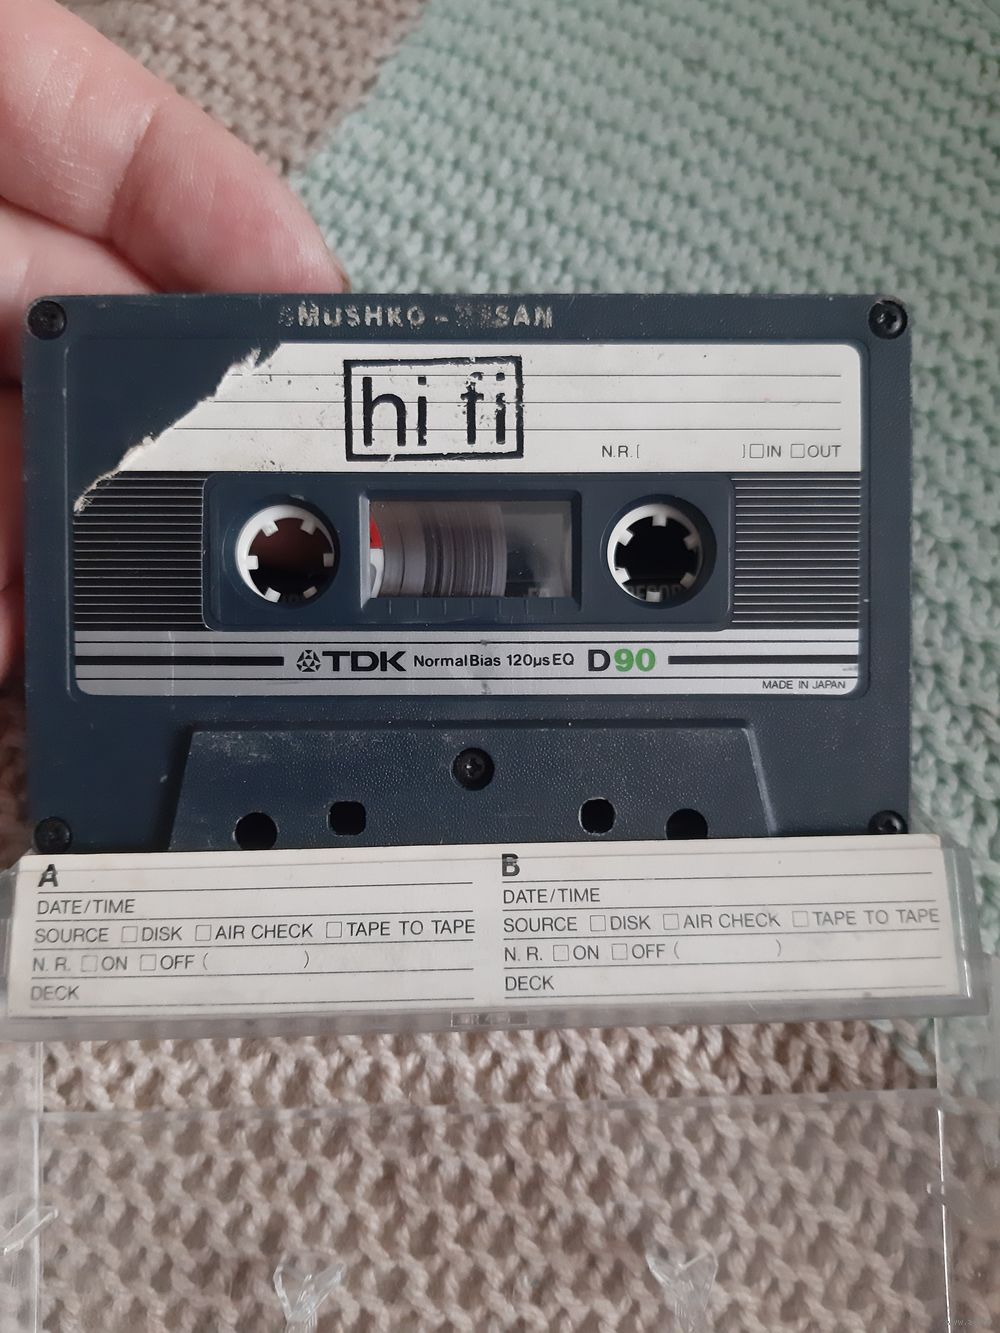 hi fi
N.R.[ ]☐IN ☐OUT
TDK Normal Bias 120µs EQ D90
MADE IN JAPAN
A
DATE/TIME
SOURCE ☐DISK ☐AIR CHECK ☐TAPE TO TAPE
N. R. ☐ON ☐OFF ( )
DECK
B
DATE/TIME
SOURCE ☐DISK ☐AIR CHECK ☐TAPE TO TAPE
N. R. ☐ON ☐OFF ( )
DECK